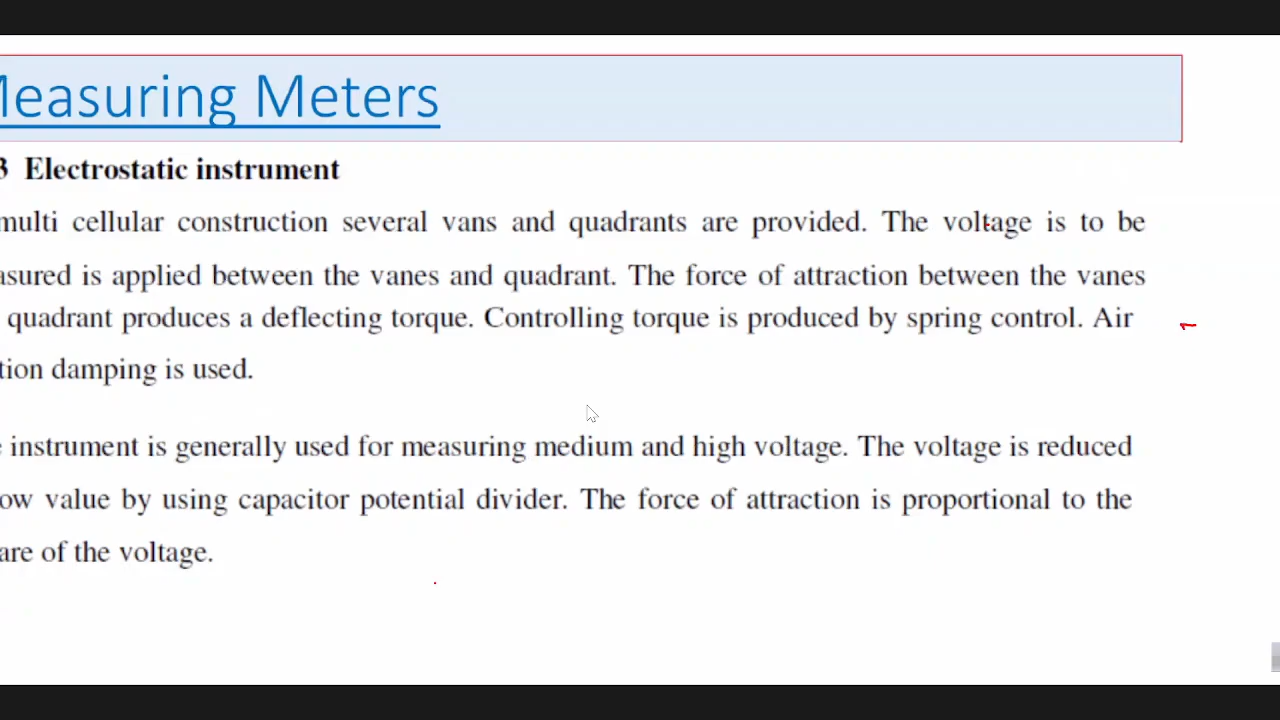 Measuring Meters
3 Electrostatic instrument
multi cellular construction several vans and quadrants are provided. The voltage is to be
asured is applied between the vanes and quadrant. The force of attraction between the vanes
quadrant produces a deflecting torque. Controlling torque is produced by spring control. Air
tion damping is used.
e instrument is generally used for measuring medium and high voltage. The voltage is reduced
ow value by using capacitor potential divider. The force of attraction is proportional to the
are of the voltage.